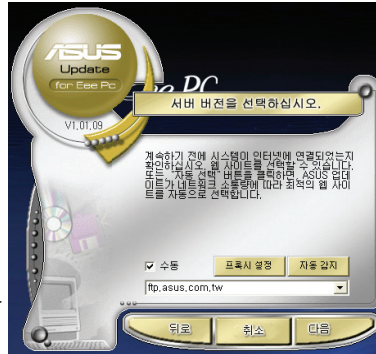 ASUS
Update
for Eee Pc
V1.01.09
Eee PC
서버 버전을 선택하십시오.
계속하기 전에 시스템이 인터넷에 연결되었는지
확인하십시오. 웹 사이트를 선택할 수 있습니다.
또는, "자동 선택" 버튼을 클릭하면, ASUS 업데
이트가 네트워크 소통량에 따라 최적의 웹 사이
트를 자동으로 선택합니다.
수동
프록시 설정
자동 감지
ftp.asus.com.tw
뒤로
취소
다음